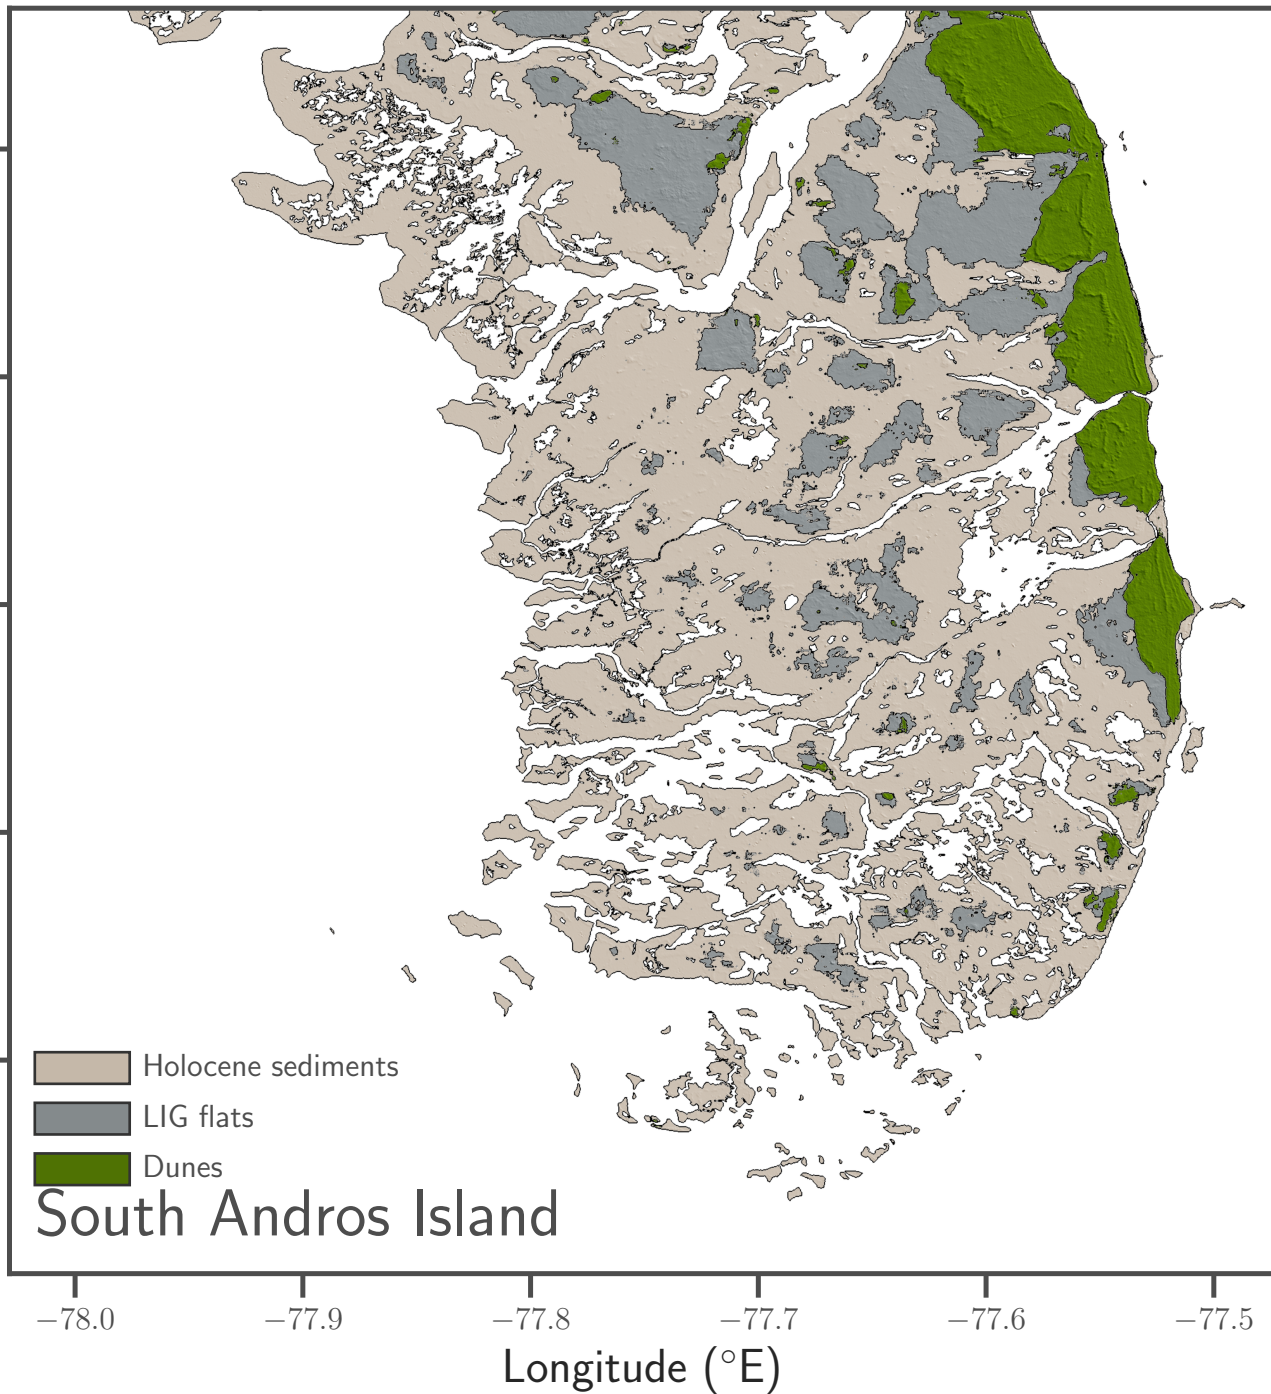 Holocene sediments
LIG flats
Dunes
South Andros Island
−78.0 −77.9 −77.8 −77.7 −77.6 −77.5
Longitude (°E)